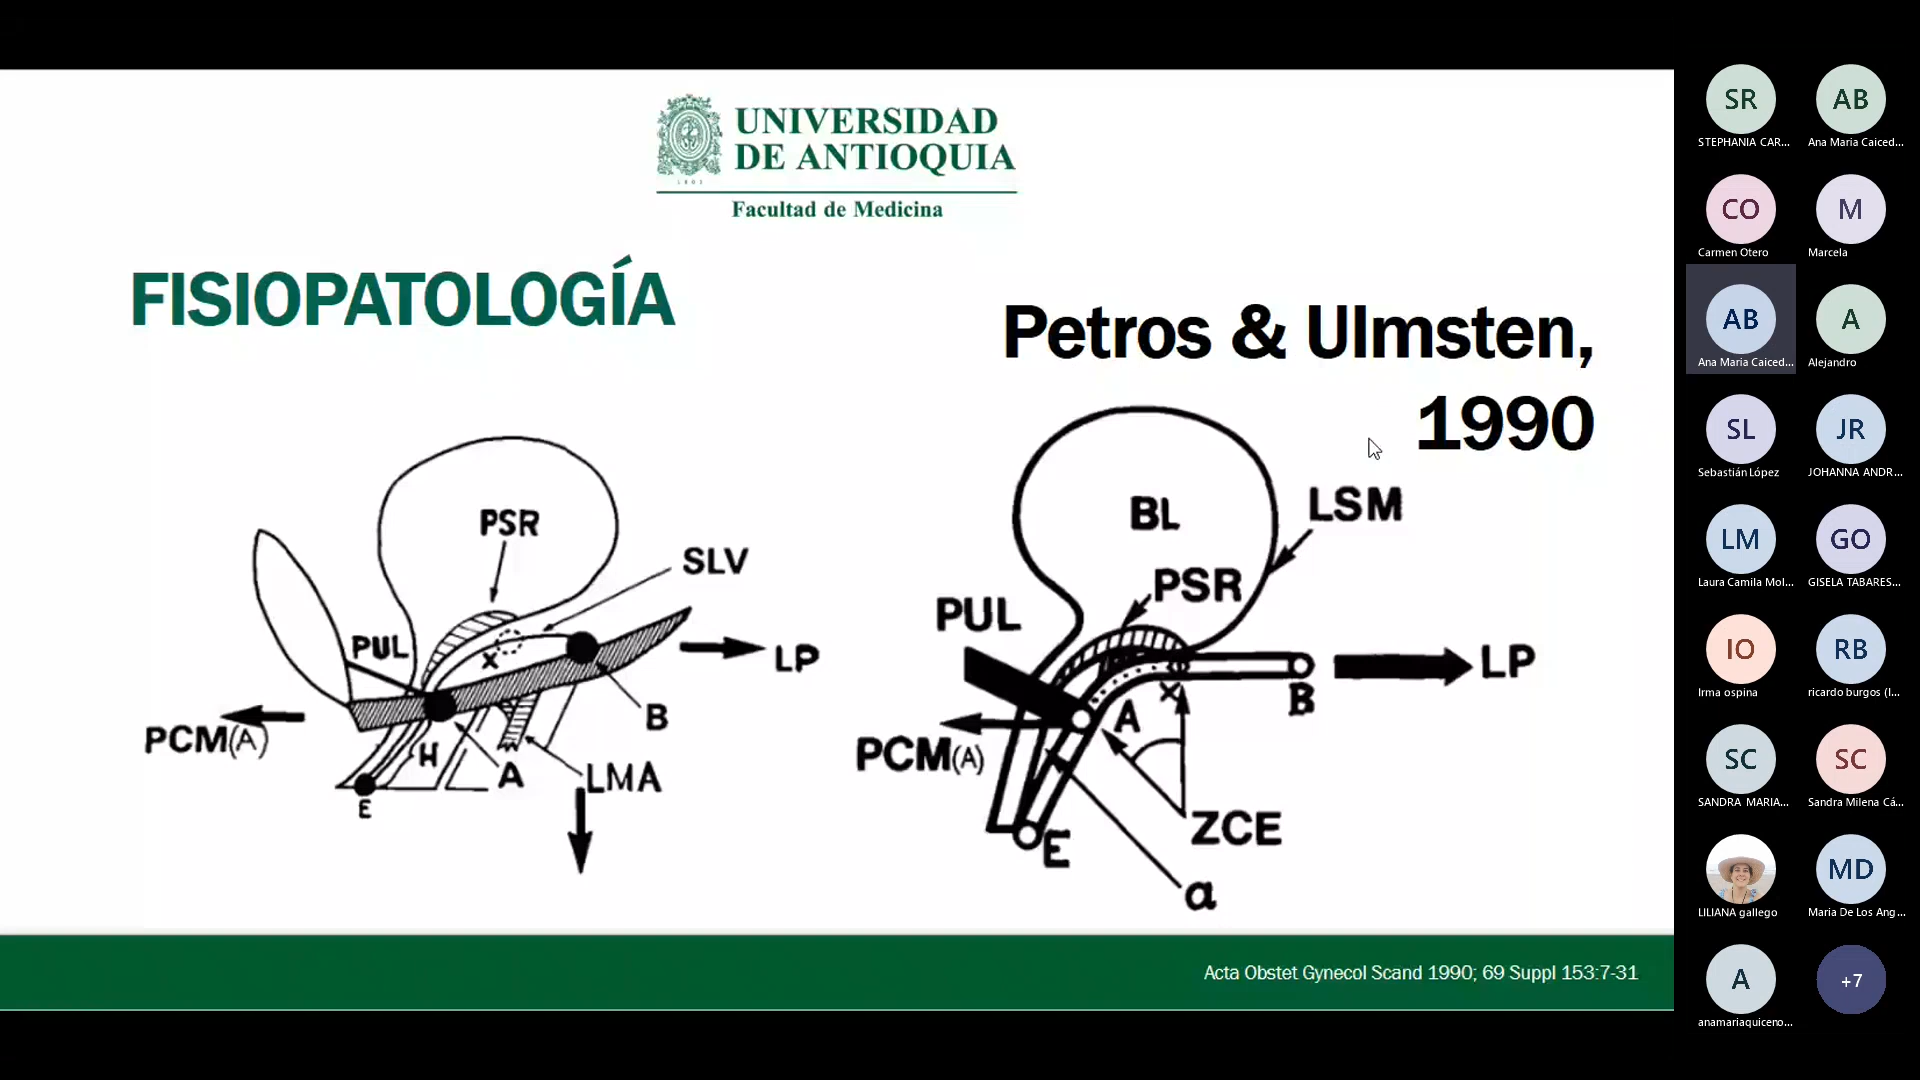 UNIVERSIDAD
DE ANTIOQUIA
1803
Facultad de Medicina
FISIOPATOLOGÍA
Petros & Ulmsten,
1990
PSR
SLV
PUL
X
LP
B
PCM(A)
H
A
LMA
E
BL
LSM
PSR
PUL
LP
A
X
B
PCM(A)
ZCE
E
a
Acta Obstet Gynecol Scand 1990; 69 Suppl 153:7-31
SR
AB
STEPHANIA CAR...
Ana Maria Caiced...
CO
M
Carmen Otero
Marcela
AB
A
Ana Maria Caiced...
Alejandro
SL
JR
Sebastián López
JOHANNA ANDR...
LM
GO
Laura Camila Mol...
GISELA TABARES...
IO
RB
Irma ospina
ricardo burgos (I...
SC
SC
SANDRA MARIA...
Sandra Milena Cá...
MD
LILIANA gallego
Maria De Los Ang...
A
+7
anamariaquiceno...